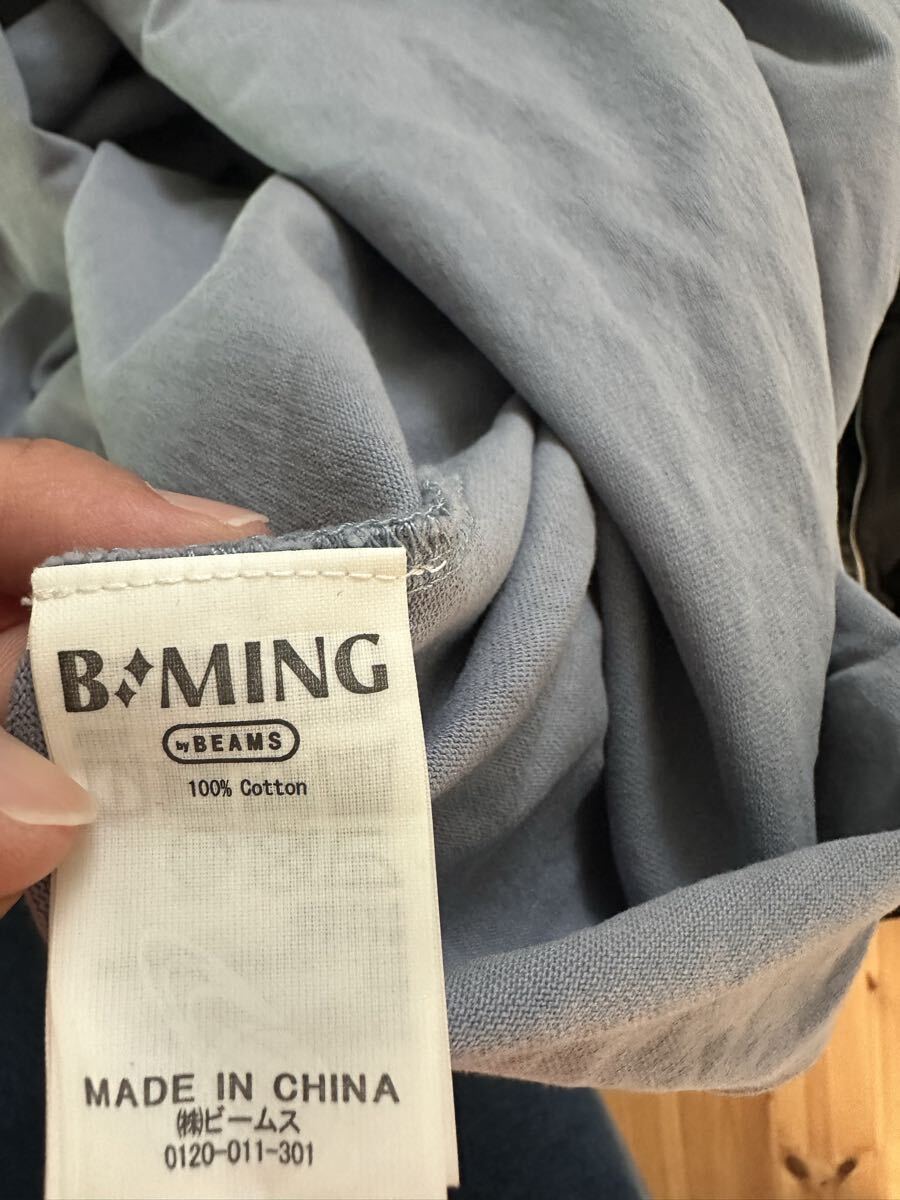 B MING
by BEAMS
100% Cotton
MADE IN CHINA
㈱ビームス
0120-011-301